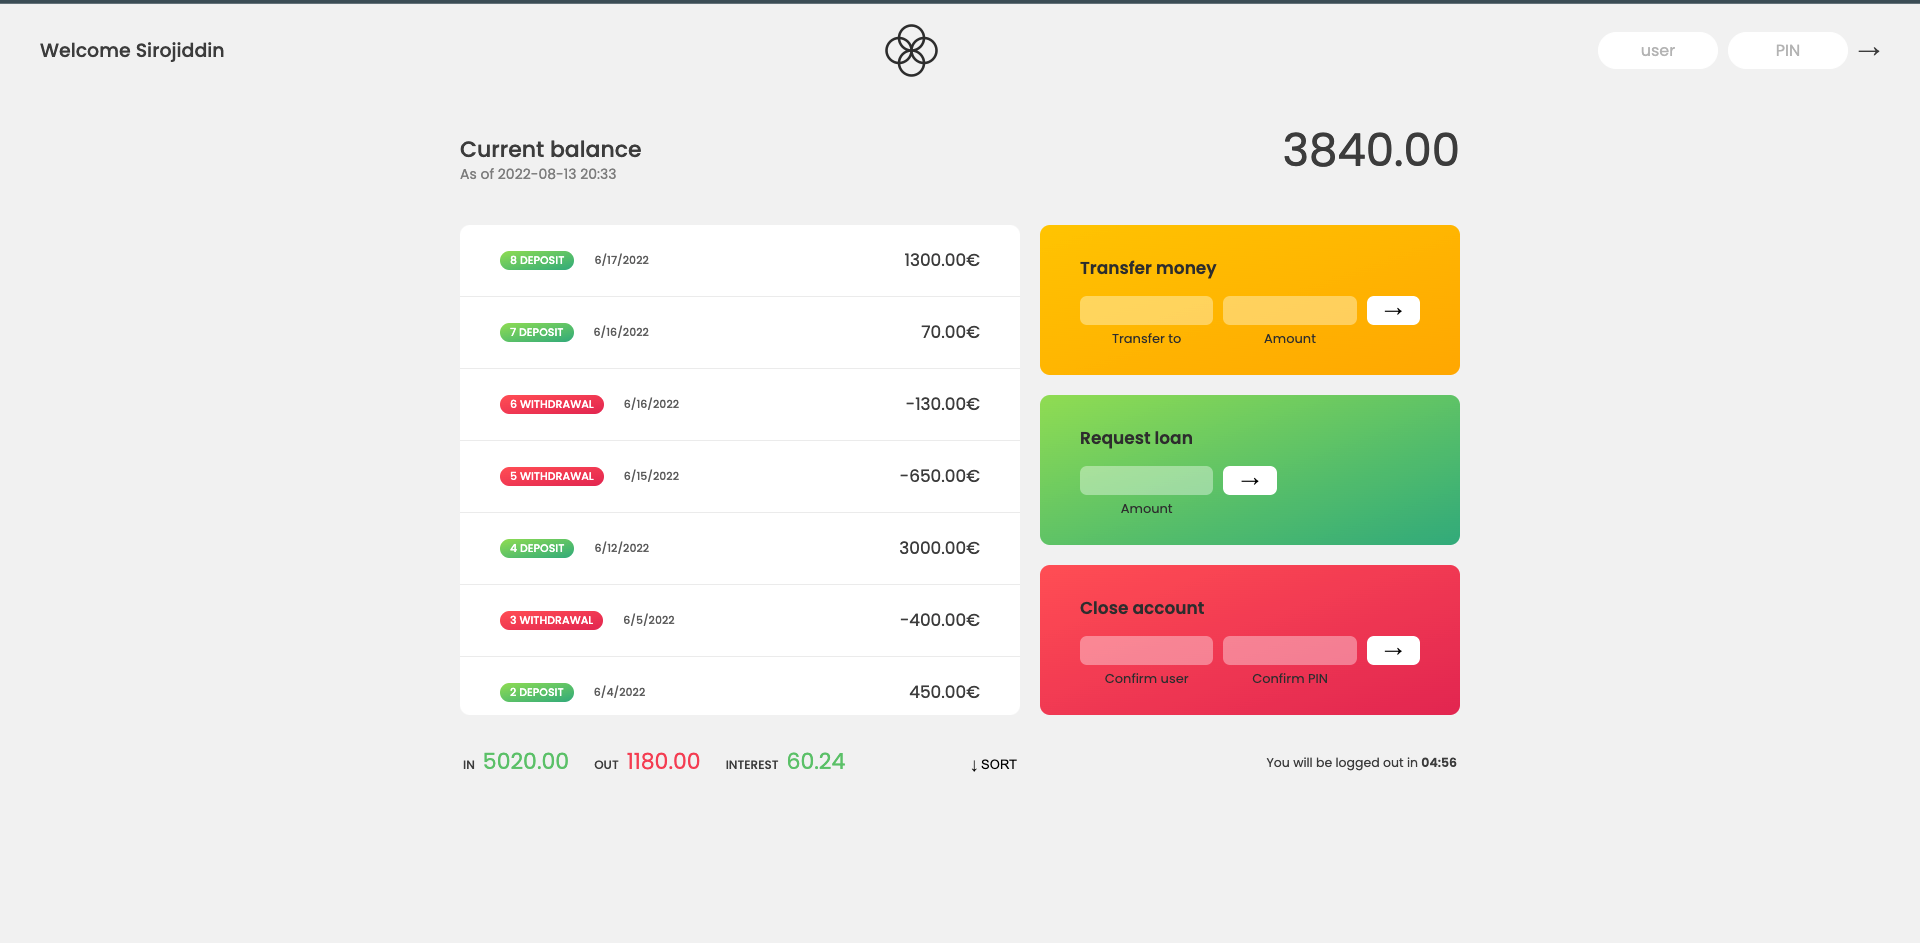 Welcome Sirojiddin
user PIN →
Current balance 3840.00
As of 2022-08-13 20:33
8 DEPOSIT 6/17/2022 1300.00€
7 DEPOSIT 6/16/2022 70.00€
6 WITHDRAWAL 6/16/2022 -130.00€
5 WITHDRAWAL 6/15/2022 -650.00€
4 DEPOSIT 6/12/2022 3000.00€
3 WITHDRAWAL 6/5/2022 -400.00€
2 DEPOSIT 6/4/2022 450.00€
Transfer money
→
Transfer to Amount
Request loan
→
Amount
Close account
→
Confirm user Confirm PIN
IN 5020.00 OUT 1180.00 INTEREST 60.24 ↓ SORT
You will be logged out in 04:56